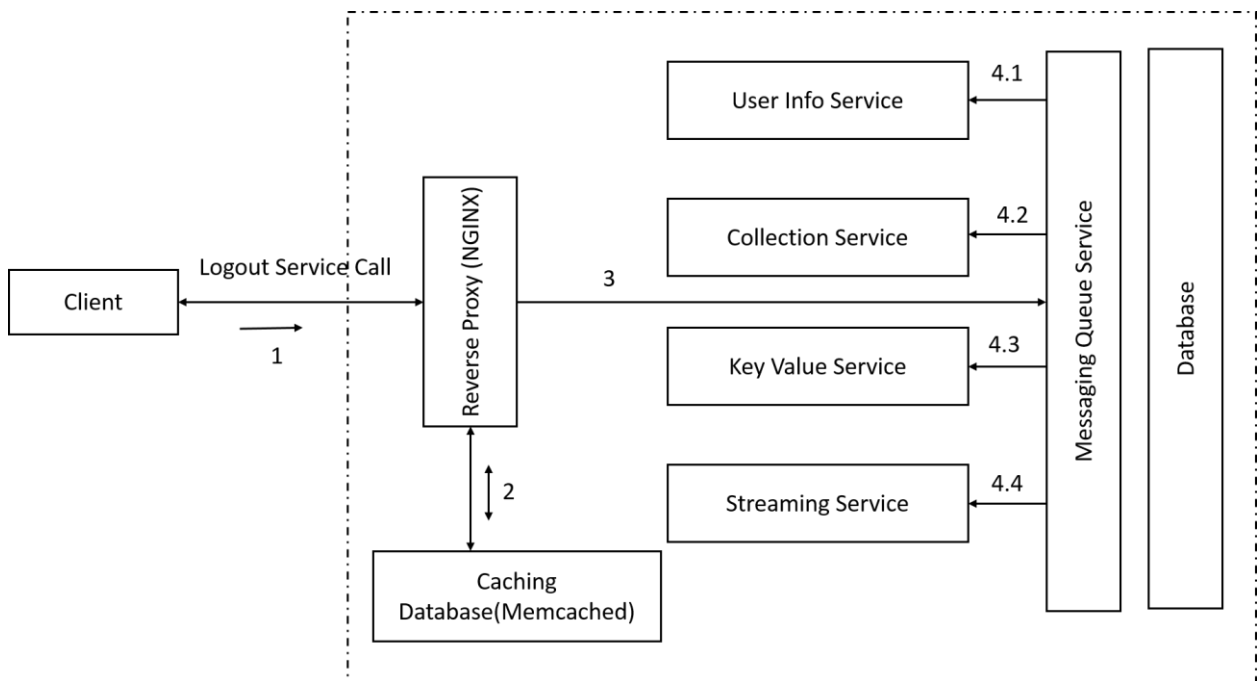 4.1
User Info Service
4.2
Collection Service
Logout Service Call
Client
1
Reverse Proxy (NGINX)
3
Key Value Service
4.3
Messaging Queue Service
Database
2
4.4
Streaming Service
Caching
Database(Memcached)